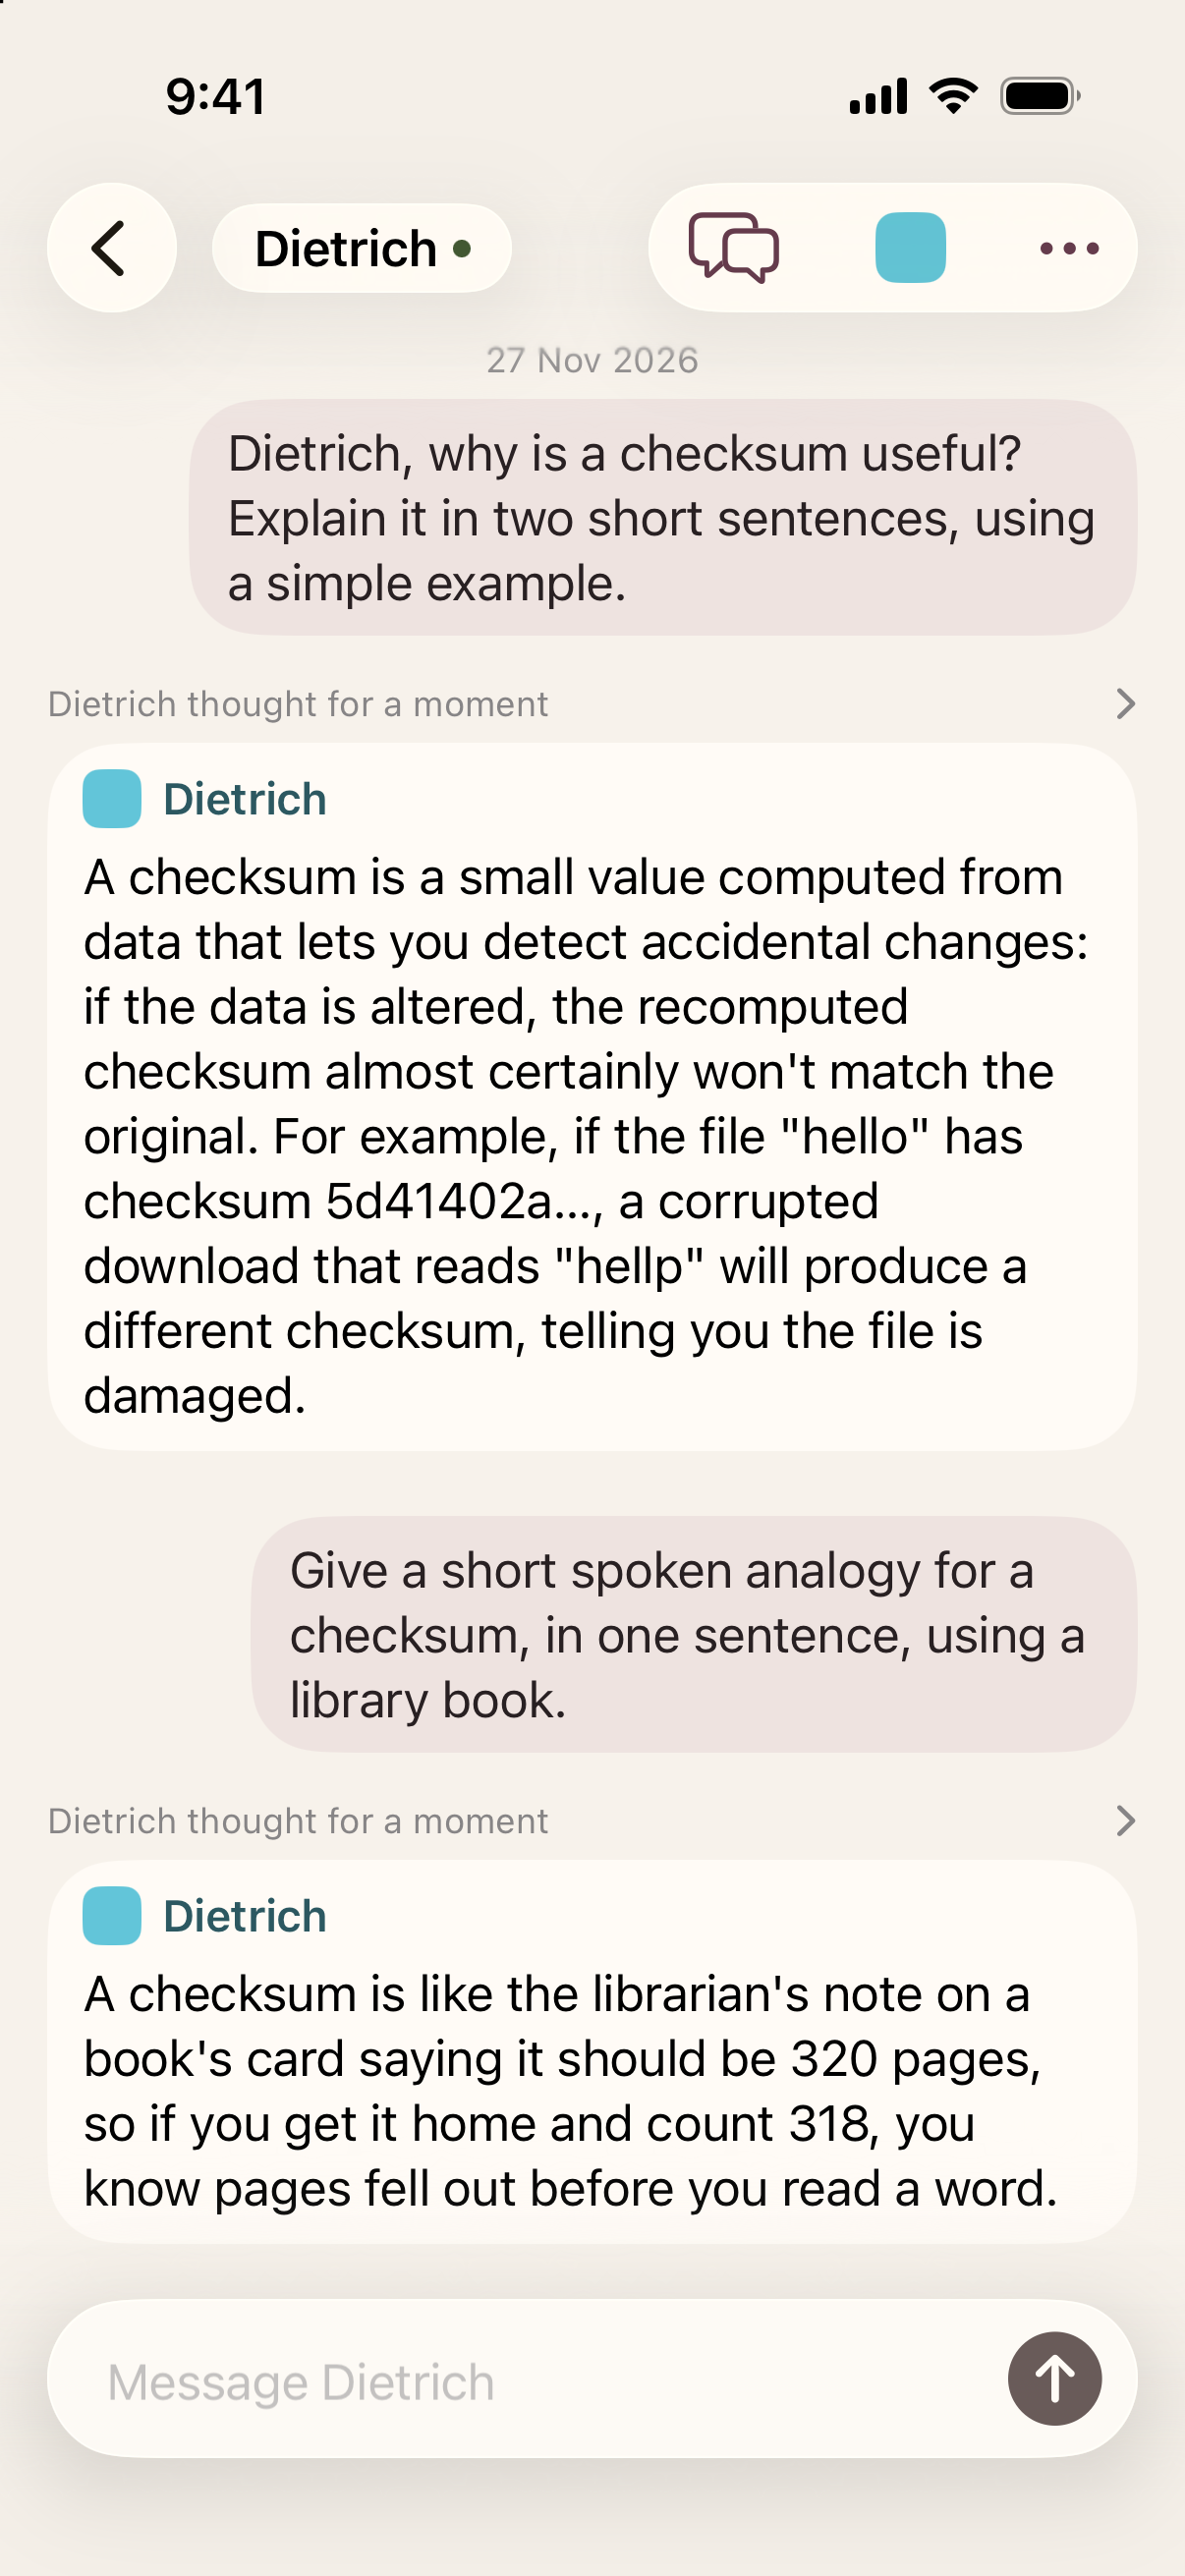 9:41
Dietrich
27 Nov 2026
Dietrich, why is a checksum useful?
Explain it in two short sentences, using
a simple example.
Dietrich thought for a moment
Dietrich
A checksum is a small value computed from
data that lets you detect accidental changes:
if the data is altered, the recomputed
checksum almost certainly won't match the
original. For example, if the file "hello" has
checksum 5d41402a..., a corrupted
download that reads "hellp" will produce a
different checksum, telling you the file is
damaged.
Give a short spoken analogy for a
checksum, in one sentence, using a
library book.
Dietrich thought for a moment
Dietrich
A checksum is like the librarian's note on a
book's card saying it should be 320 pages,
so if you get it home and count 318, you
know pages fell out before you read a word.
Message Dietrich